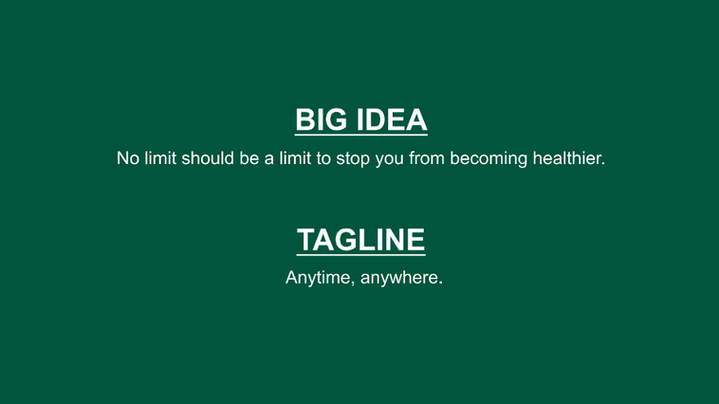 BIG IDEA
No limit should be a limit to stop you from becoming healthier.
TAGLINE
Anytime, anywhere.